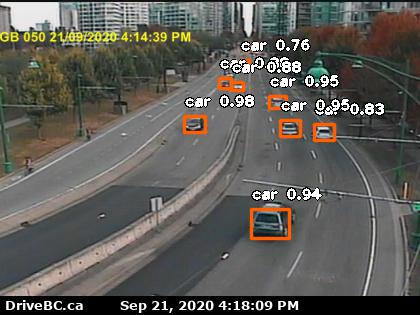 GB 050 21/09/2020 4:14:39 PM
car 0.76
car 0.88
car 0.95
car 0.98
car 0.95
0.83
car 0.94
DriveBC.ca
Sep 21, 2020 4:18:09 PM